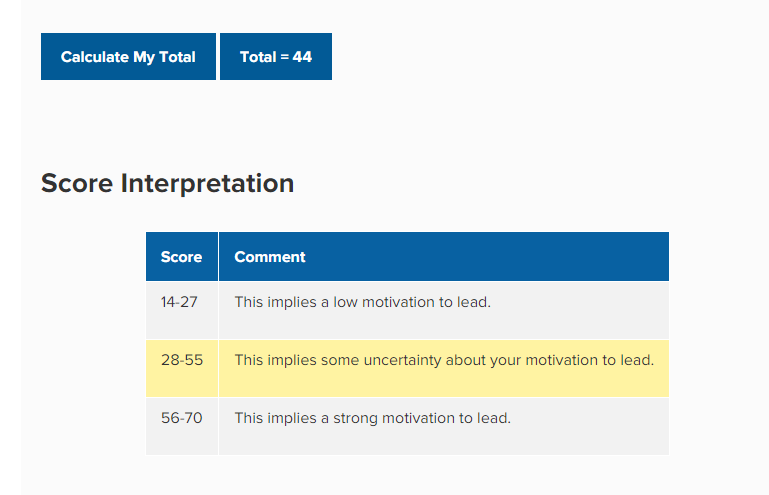 Calculate My Total Total = 44
Score Interpretation
Score Comment
14-27 This implies a low motivation to lead.
28-55 This implies some uncertainty about your motivation to lead.
56-70 This implies a strong motivation to lead.